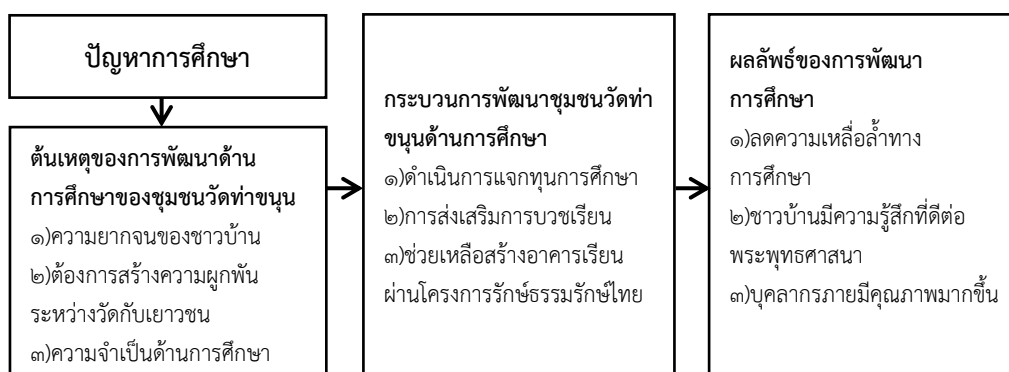 ปัญหาการศึกษา
ต้นเหตุของการพัฒนาด้าน
การศึกษาของชุมชนวัดท่าขนุน
๑)ความยากจนของชาวบ้าน
๒)ต้องการสร้างความผูกพัน
ระหว่างวัดกับเยาวชน
๓)ความจำเป็นด้านการศึกษา
กระบวนการพัฒนาชุมชนวัดท่า
ขนุนด้านการศึกษา
๑)ดำเนินการแจกทุนการศึกษา
๒)การส่งเสริมการบวชเรียน
๓)ช่วยเหลือสร้างอาคารเรียน
ผ่านโครงการรักษ์ธรรมรักษ์ไทย
ผลลัพธ์ของการพัฒนา
การศึกษา
๑)ลดความเหลื่อล้ำทาง
การศึกษา
๒)ชาวบ้านมีความรู้สึกที่ดีต่อ
พระพุทธศาสนา
๓)บุคลากรภายมีคุณภาพมากขึ้น